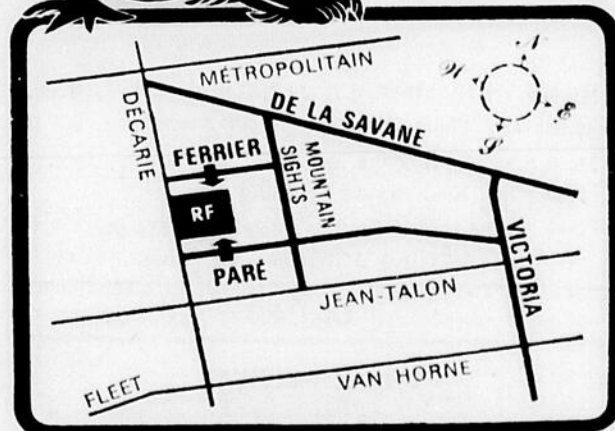 MÉTROPOLITAIN
N
W
E
S
DE LA SAVANE
DÉCARIE
FERRIER
MOUNTAIN
SIGHTS
RF
PARÉ
VICTORIA
JEAN-TALON
FLEET
VAN HORNE